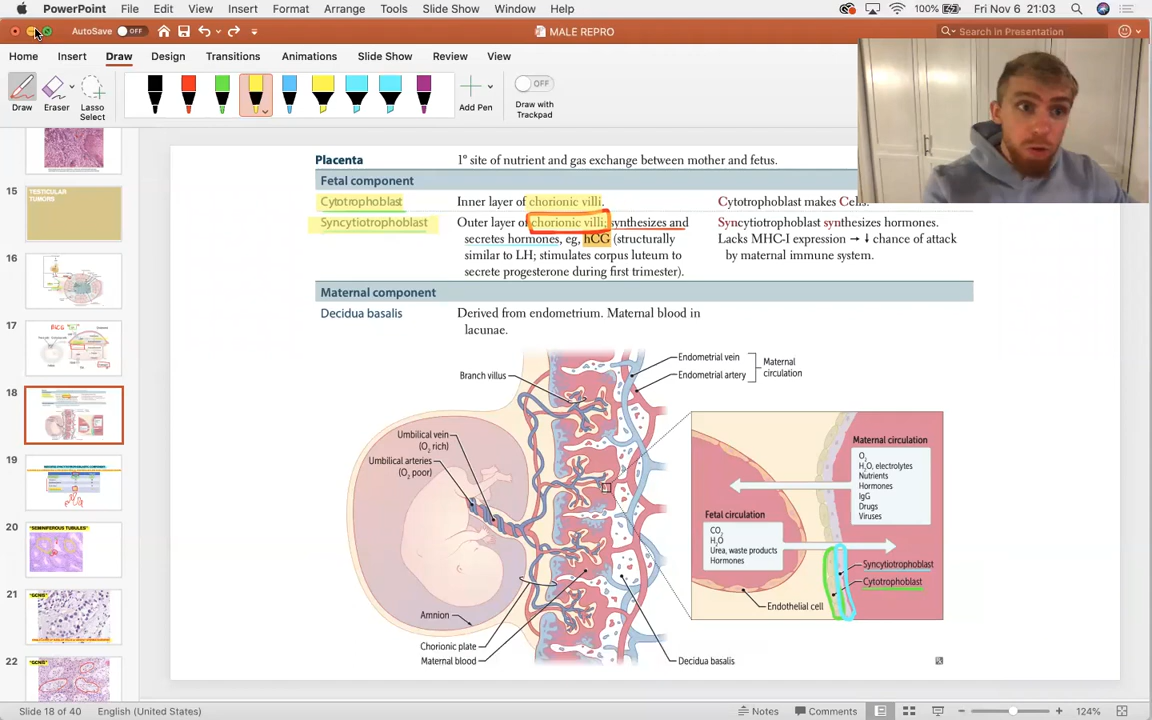 PowerPoint File Edit View Insert Format Arrange Tools Slide Show Window Help 100% Fri Nov 6 21:03
AutoSave OFF MALE REPRO Search in Presentation
Home Insert Draw Design Transitions Animations Slide Show Review View
Draw Eraser Lasso Select Add Pen OFF Draw with Trackpad
15
TESTICULAR
TUMORS
16
17
18
19
20
"SEMINIFEROUS TUBULES"
21
"GCNIS"
22
"GCNIS"
Placenta 1° site of nutrient and gas exchange between mother and fetus.
Fetal component
Cytotrophoblast Inner layer of chorionic villi. Cytotrophoblast makes Cells.
Syncytiotrophoblast Outer layer of chorionic villi; synthesizes and Syncytiotrophoblast synthesizes hormones.
secretes hormones, eg, hCG (structurally Lacks MHC-I expression → ↓ chance of attack
similar to LH; stimulates corpus luteum to by maternal immune system.
secrete progesterone during first trimester).
Maternal component
Decidua basalis Derived from endometrium. Maternal blood in
lacunae.
Endometrial vein
Endometrial artery
Maternal
circulation
Branch villus
Umbilical vein
(O2 rich)
Umbilical arteries
(O2 poor)
Amnion
Chorionic plate
Maternal blood
Decidua basalis
Maternal circulation
O2
H2O, electrolytes
Nutrients
Hormones
IgG
Drugs
Viruses
Fetal circulation
CO2
H2O
Urea, waste products
Hormones
Syncytiotrophoblast
Cytotrophoblast
Endothelial cell
Slide 18 of 40 English (United States) Notes Comments 124%